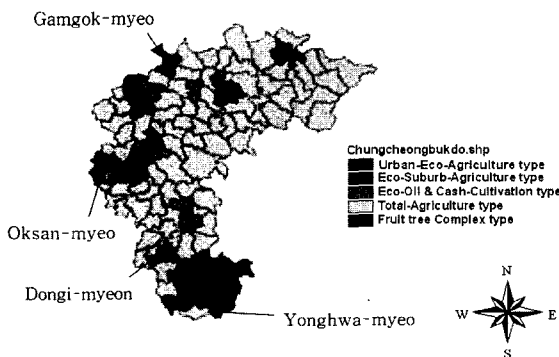 Gamgok-myeo
Chungcheongbukdo.shp
Urban-Eco-Agriculture type
Eco-Suburb-Agriculture type
Eco-Oil & Cash-Cultivation type
Total-Agriculture type
Fruit tree Complex type
Oksan-myeo
Dongi-myeon
Yonghwa-myeo
N
W E
S